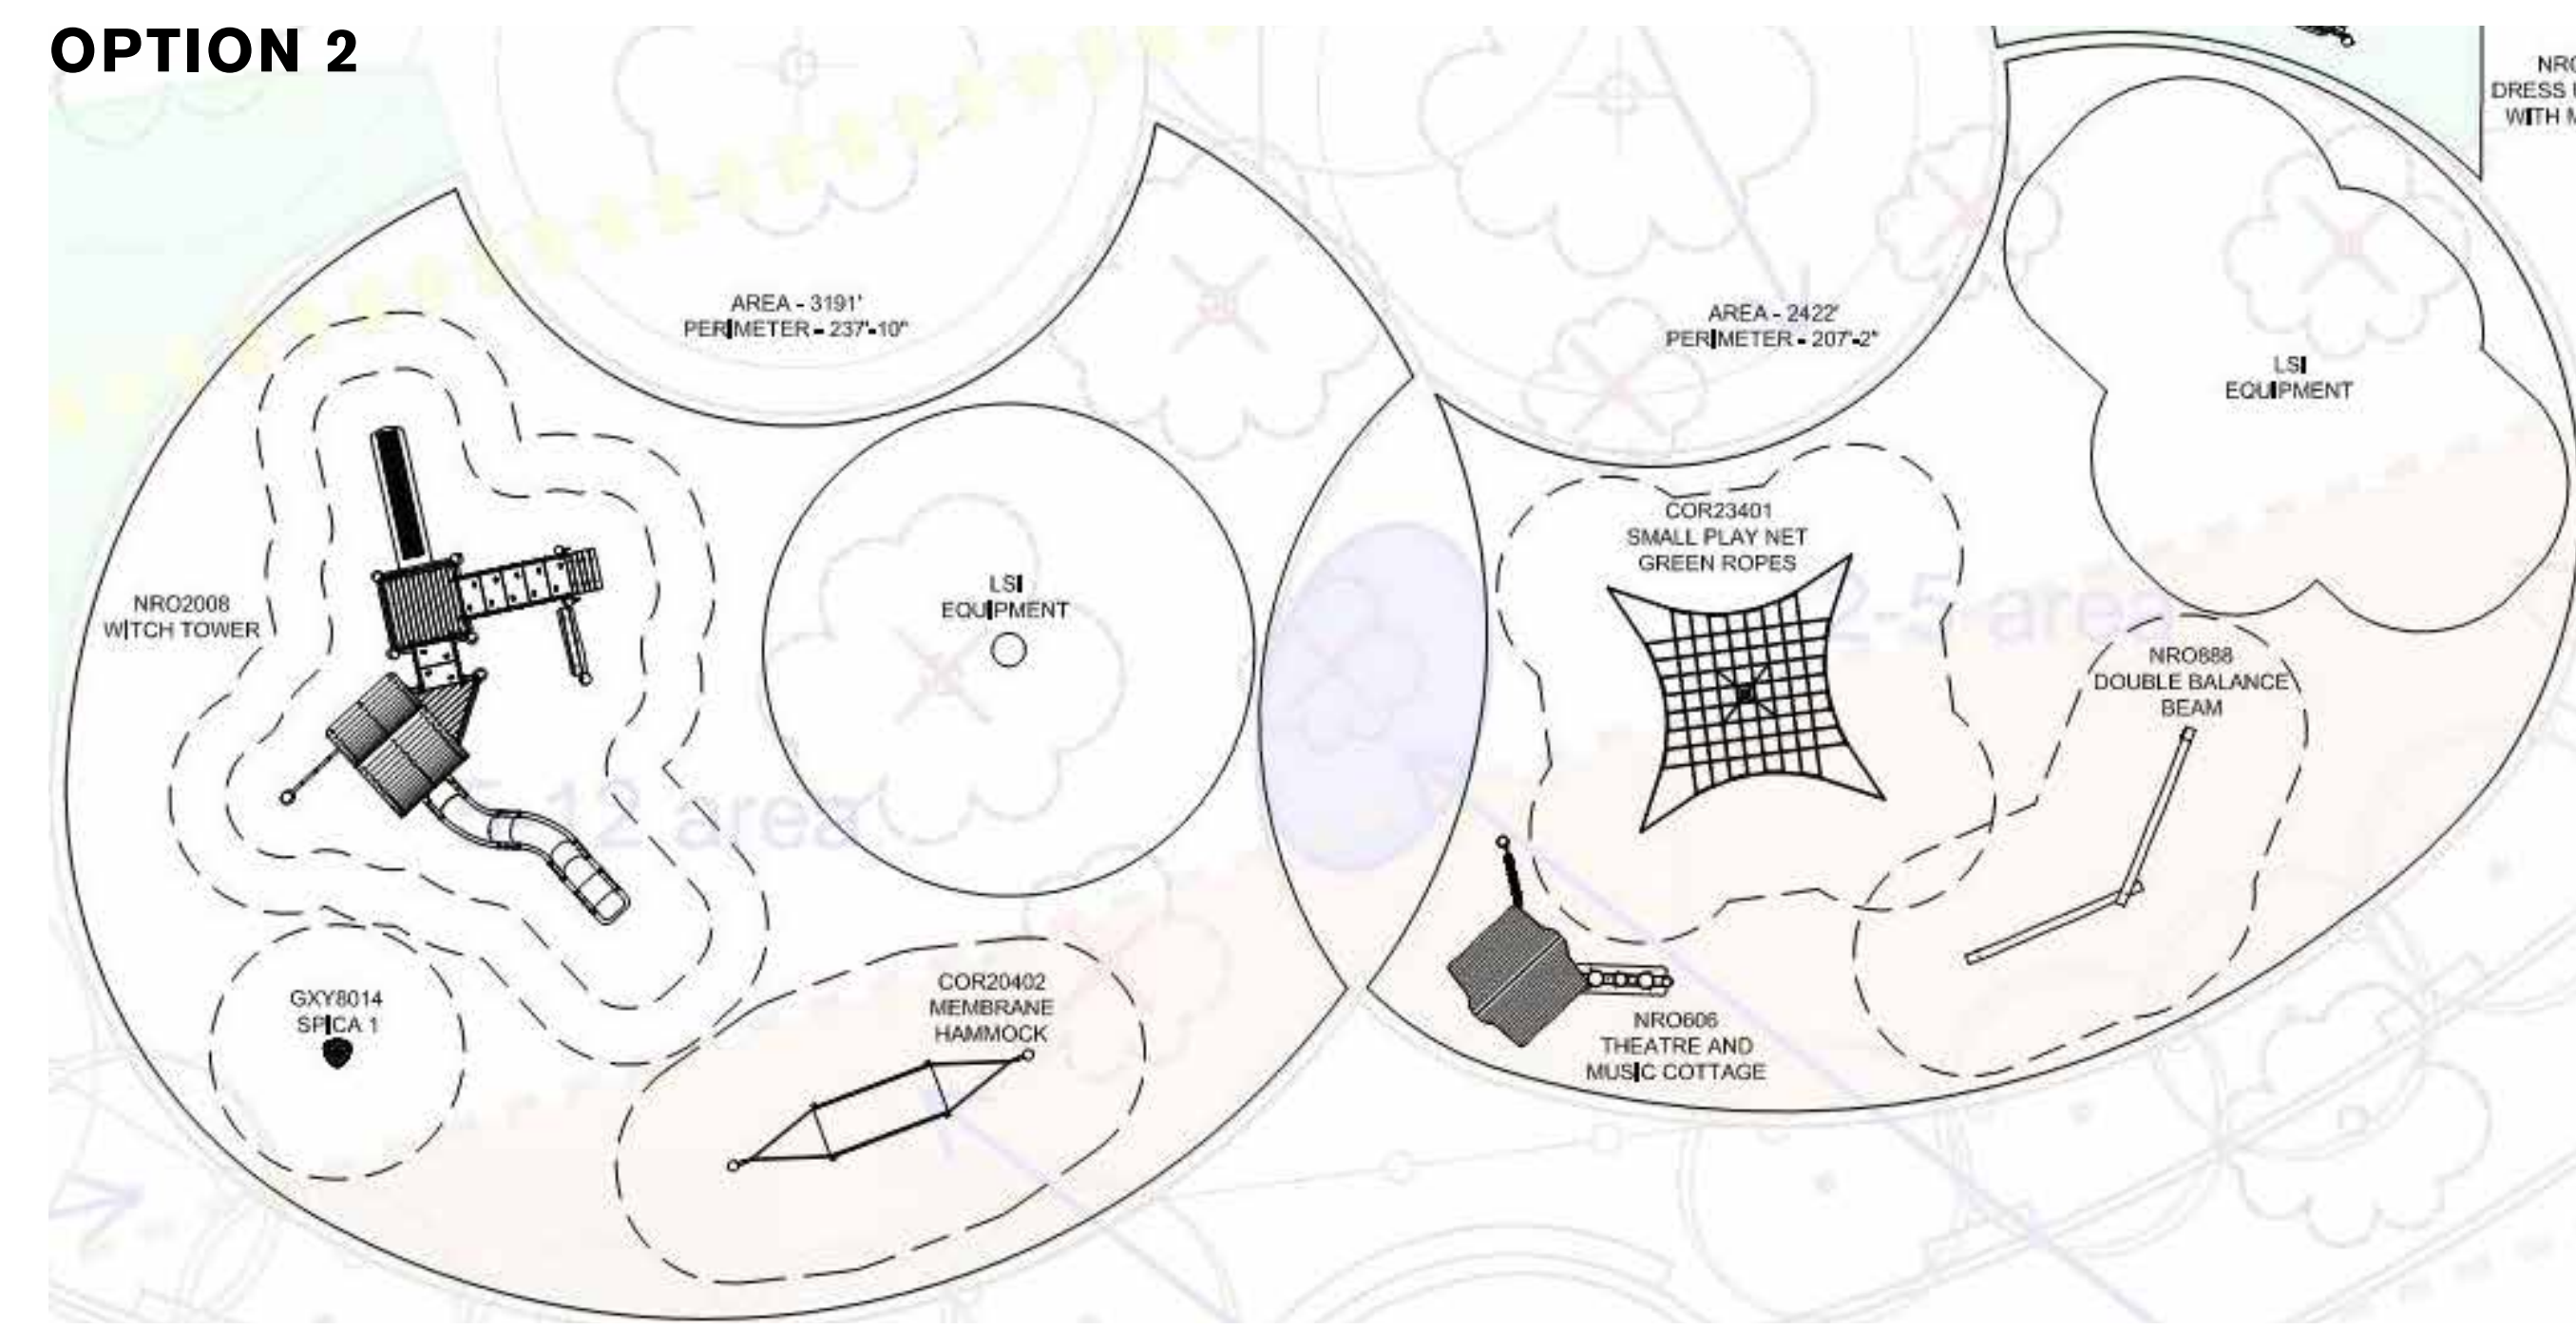 OPTION 2
AREA - 3191'
PERIMETER - 237'-10"
AREA - 2422'
PERIMETER - 207'-2"
DRESS
WITH
LSI
EQUIPMENT
COR23401
SMALL PLAY NET
GREEN ROPES
LSI
EQUIPMENT
NRO2008
WITCH TOWER
2-5 area
NRO888
DOUBLE BALANCE
BEAM
5-12 area
GXY8014
SPICA 1
COR20402
MEMBRANE
HAMMOCK
NRO606
THEATRE AND
MUSIC COTTAGE